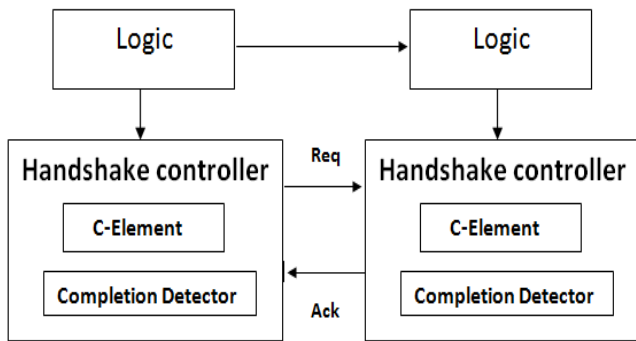 Logic
Logic
Handshake controller
Req
Handshake controller
C-Element
C-Element
Completion Detector
Ack
Completion Detector